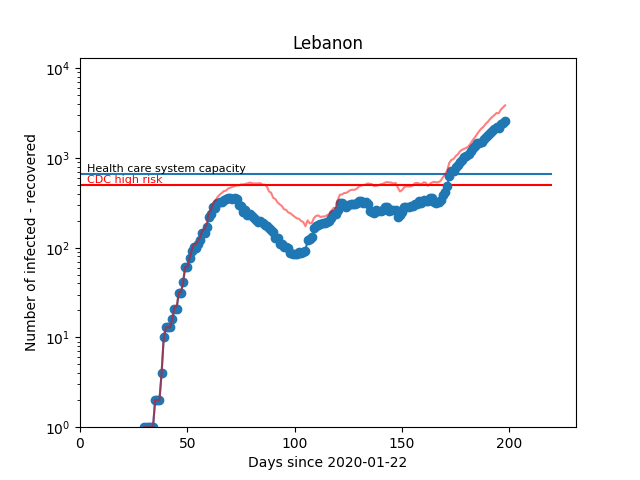 Lebanon
10^4
10^3
10^2
10^1
10^0
Number of infected - recovered
Health care system capacity
CDC high risk
0 50 100 150 200
Days since 2020-01-22